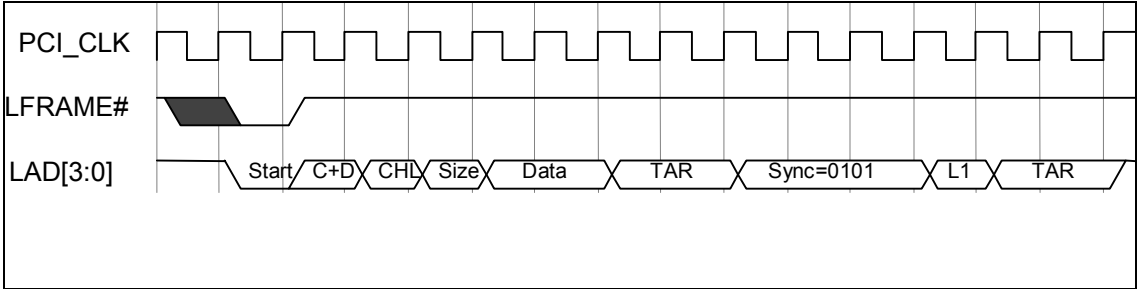 PCI_CLK
LFRAME#
LAD[3:0] Start C+D CHL Size Data TAR Sync=0101 L1 TAR